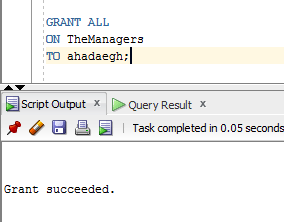 GRANT ALL
ON TheManagers
TO ahadaegh;
Script Output x Query Result x
Task completed in 0.05 seconds
Grant succeeded.